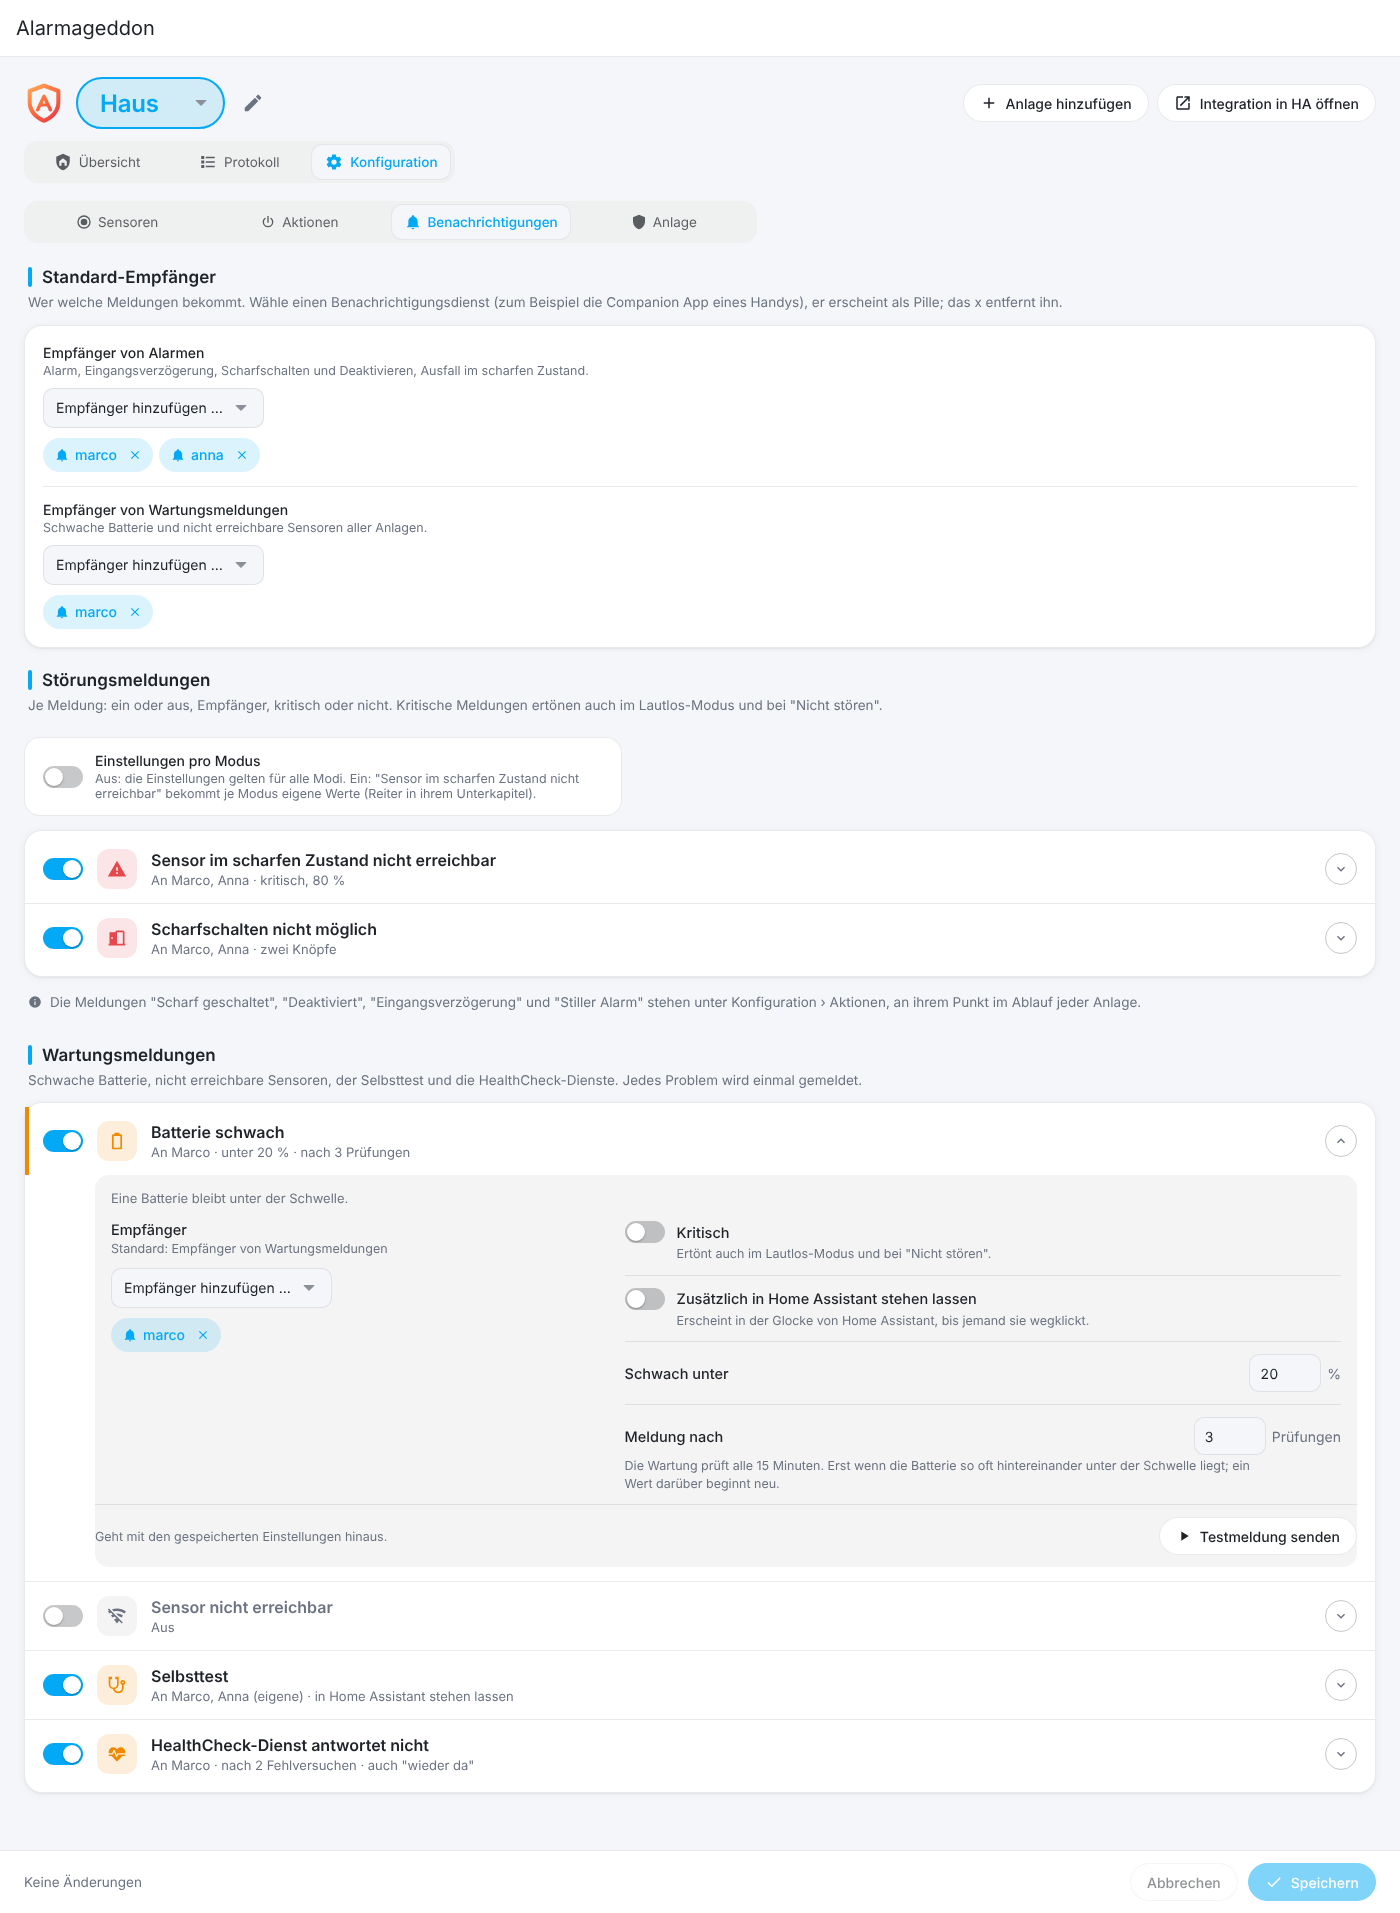 Alarmageddon
Haus
Anlage hinzufügen
Integration in HA öffnen
Übersicht
Protokoll
Konfiguration
Sensoren
Aktionen
Benachrichtigungen
Anlage
Standard-Empfänger
Wer welche Meldungen bekommt. Wähle einen Benachrichtigungsdienst (zum Beispiel die Companion App eines Handys), er erscheint als Pille; das x entfernt ihn.
Empfänger von Alarmen
Alarm, Eingangsverzögerung, Scharfschalten und Deaktivieren, Ausfall im scharfen Zustand.
Empfänger hinzufügen ...
marco
anna
Empfänger von Wartungsmeldungen
Schwache Batterie und nicht erreichbare Sensoren aller Anlagen.
Empfänger hinzufügen ...
marco
Störungsmeldungen
Je Meldung: ein oder aus, Empfänger, kritisch oder nicht. Kritische Meldungen ertönen auch im Lautlos-Modus und bei "Nicht stören".
Einstellungen pro Modus
Aus: die Einstellungen gelten für alle Modi. Ein: "Sensor im scharfen Zustand nicht
erreichbar" bekommt je Modus eigene Werte (Reiter in ihrem Unterkapitel).
Sensor im scharfen Zustand nicht erreichbar
An Marco, Anna · kritisch, 80 %
Scharfschalten nicht möglich
An Marco, Anna · zwei Knöpfe
Die Meldungen "Scharf geschaltet", "Deaktiviert", "Eingangsverzögerung" und "Stiller Alarm" stehen unter Konfiguration › Aktionen, an ihrem Punkt im Ablauf jeder Anlage.
Wartungsmeldungen
Schwache Batterie, nicht erreichbare Sensoren, der Selbsttest und die HealthCheck-Dienste. Jedes Problem wird einmal gemeldet.
Batterie schwach
An Marco · unter 20 % · nach 3 Prüfungen
Eine Batterie bleibt unter der Schwelle.
Empfänger
Standard: Empfänger von Wartungsmeldungen
Empfänger hinzufügen ...
marco
Kritisch
Ertönt auch im Lautlos-Modus und bei "Nicht stören".
Zusätzlich in Home Assistant stehen lassen
Erscheint in der Glocke von Home Assistant, bis jemand sie wegklickt.
Schwach unter
20 %
Meldung nach
3 Prüfungen
Die Wartung prüft alle 15 Minuten. Erst wenn die Batterie so oft hintereinander unter der Schwelle liegt; ein
Wert darüber beginnt neu.
Geht mit den gespeicherten Einstellungen hinaus.
Testmeldung senden
Sensor nicht erreichbar
Aus
Selbsttest
An Marco, Anna (eigene) · in Home Assistant stehen lassen
HealthCheck-Dienst antwortet nicht
An Marco · nach 2 Fehlversuchen · auch "wieder da"
Keine Änderungen
Abbrechen
Speichern